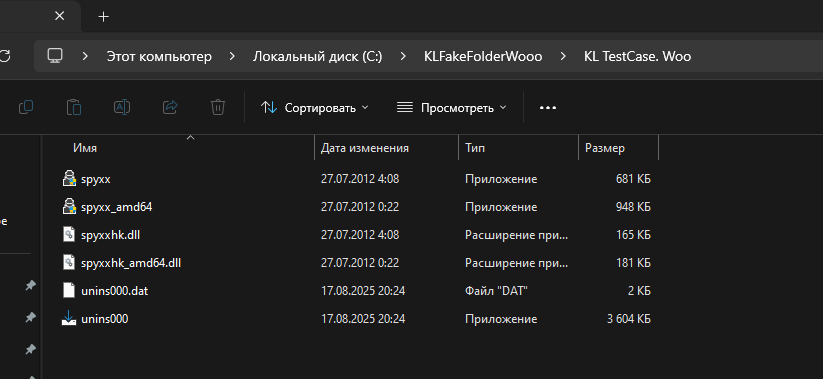 Этот компьютер > Локальный диск (C:) > KLFakeFolderWooo > KL TestCase. Woo
Сортировать Просмотреть
Имя Дата изменения Тип Размер
spyxx 27.07.2012 4:08 Приложение 681 КБ
spyxx_amd64 27.07.2012 0:22 Приложение 948 КБ
spyxxhk.dll 27.07.2012 4:08 Расширение при... 165 КБ
spyxxhk_amd64.dll 27.07.2012 0:22 Расширение при... 181 КБ
unins000.dat 17.08.2025 20:24 Файл "DAT" 2 КБ
unins000 17.08.2025 20:24 Приложение 3 604 КБ